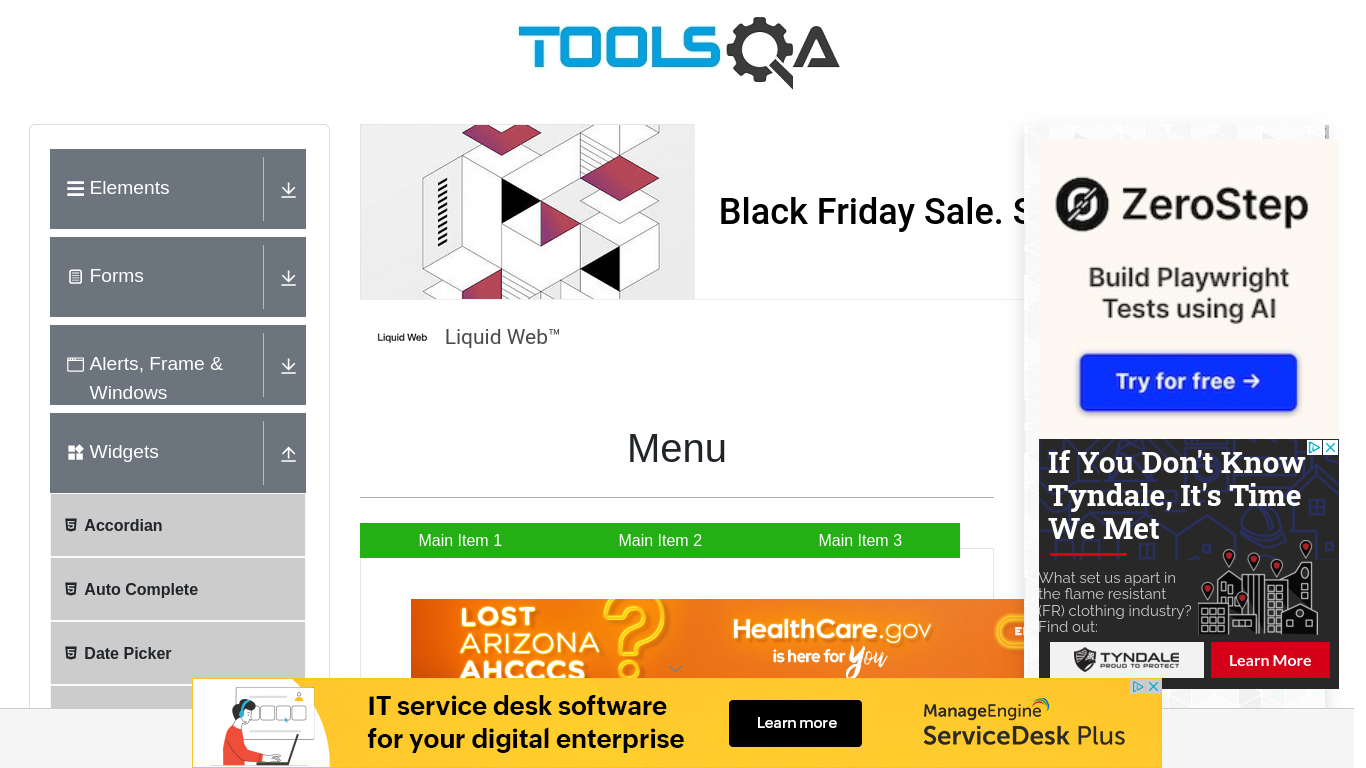 TOOLSQA
Elements
Forms
Alerts, Frame &
Windows
Widgets
Accordian
Auto Complete
Date Picker
Black Friday Sale. S
Liquid Web
Liquid Web™
Menu
Main Item 1
Main Item 2
Main Item 3
LOST
ARIZONA
AHCCCS
?
HealthCare.gov
is here for You
ZeroStep
Build Playwright
Tests using AI
Try for free →
If You Don't Know
Tyndale, It's Time
We Met
What set us apart in
the flame resistant
(FR) clothing industry?
Find out:
TYNDALE
PROUD TO PROTECT
Learn More
IT service desk software
for your digital enterprise
Learn more
ManageEngine
ServiceDesk Plus